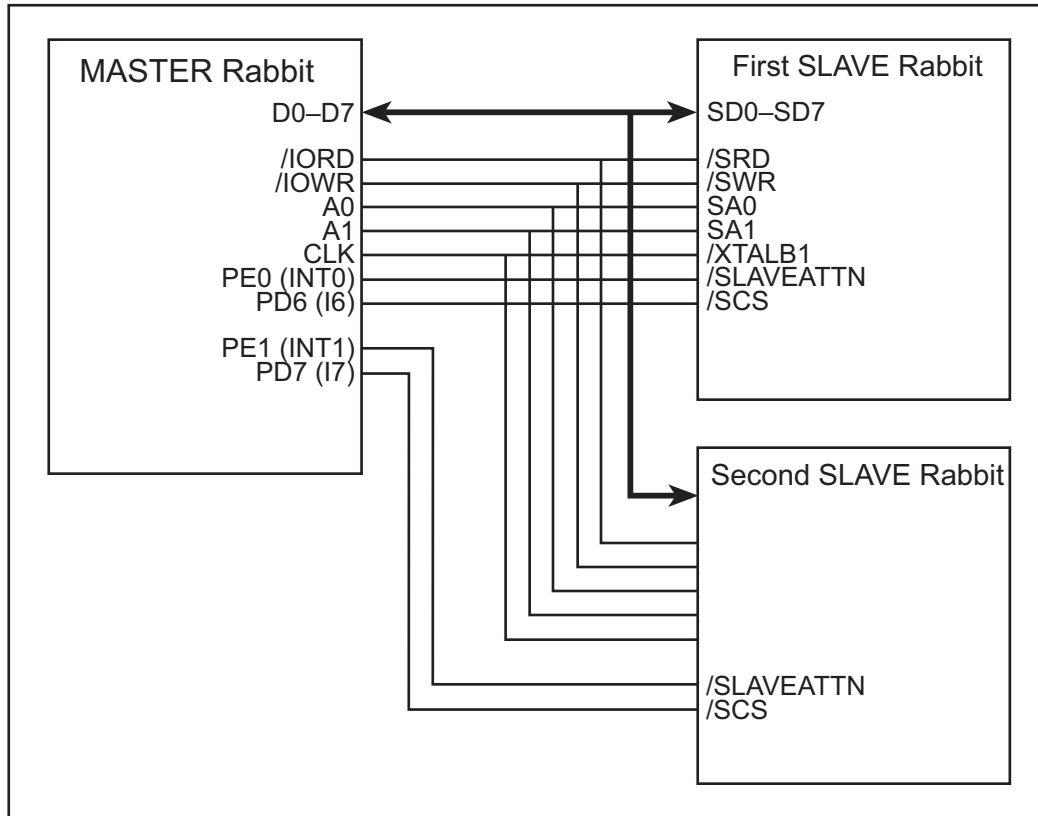 MASTER Rabbit
D0–D7
/IORD
/IOWR
A0
A1
CLK
PE0 (INT0)
PD6 (I6)
PE1 (INT1)
PD7 (I7)
First SLAVE Rabbit
SD0–SD7
/SRD
/SWR
SA0
SA1
/XTALB1
/SLAVEATTN
/SCS
Second SLAVE Rabbit
/SLAVEATTN
/SCS